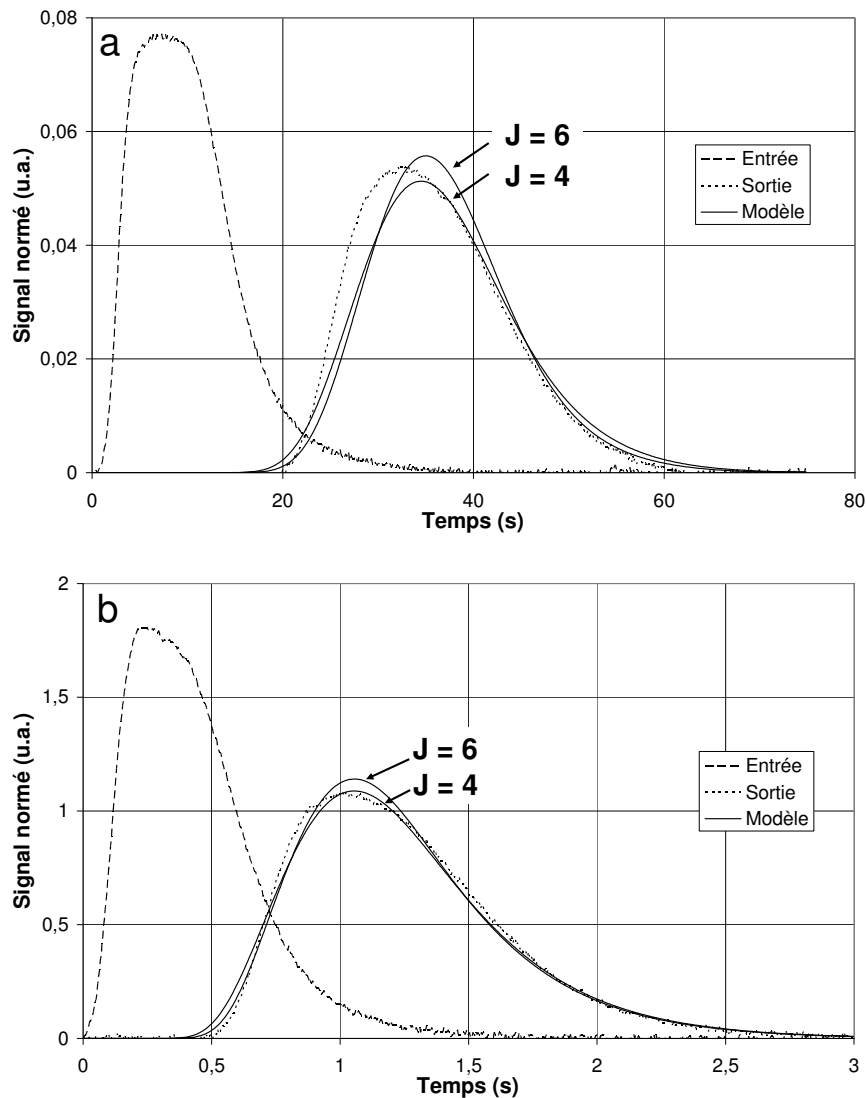 a
0,08
0,06
0,04
0,02
0
Signal normé (u.a.)
J = 6
J = 4
Entrée
Sortie
Modèle
0 20 40 60 80
Temps (s)
b
2
1,5
1
0,5
0
Signal normé (u.a.)
J = 6
J = 4
Entrée
Sortie
Modèle
0 0,5 1 1,5 2 2,5 3
Temps (s)